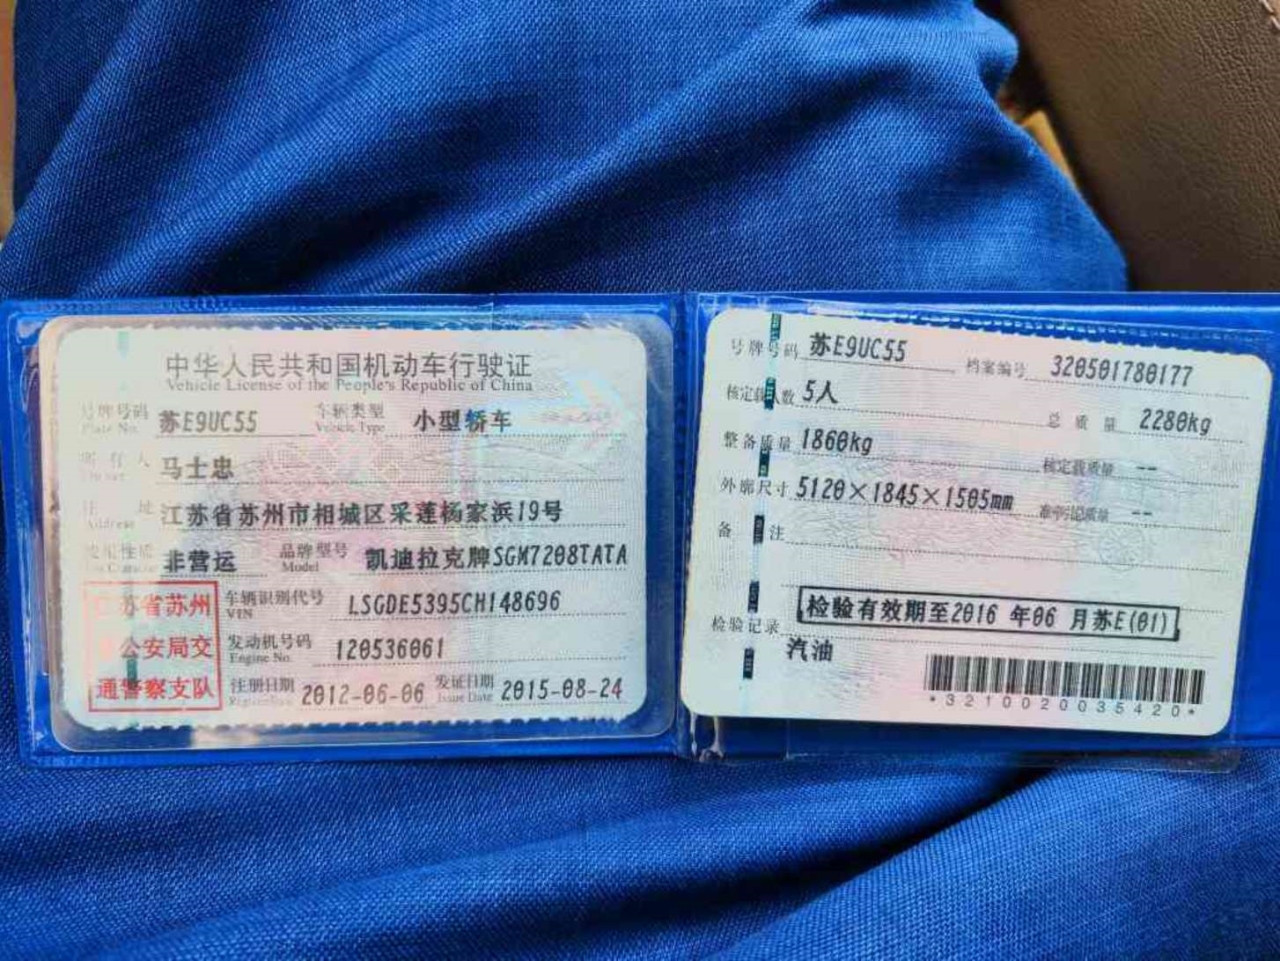 中华人民共和国机动车行驶证
Vehicle License of the People's Republic of China
号牌号码 苏E9UC55 车辆类型 小型轿车
Plate No. Vehicle Type
所有人 马士忠
住址 江苏省苏州市相城区采莲杨家浜19号
Address
使用性质 非营运 品牌型号 凯迪拉克牌SGM7208TATA
Use Character Model
江苏省苏州 车辆识别代号 LSGDE5395CH148696
VIN
公安局交 发动机号码 120536061
Engine No.
通警察支队 注册日期 2012-06-06 发证日期 2015-08-24
Register Date Issue Date
号牌号码 苏E9UC55 档案编号 320501780177
核定载人数 5人 总质量 2280kg
整备质量 1860kg 核定载质量 --
外廓尺寸 5120×1845×1505mm 准牵引总质量 --
备注
检验有效期至2016 年06 月苏E(01)
检验记录
汽油
*3210020035420*